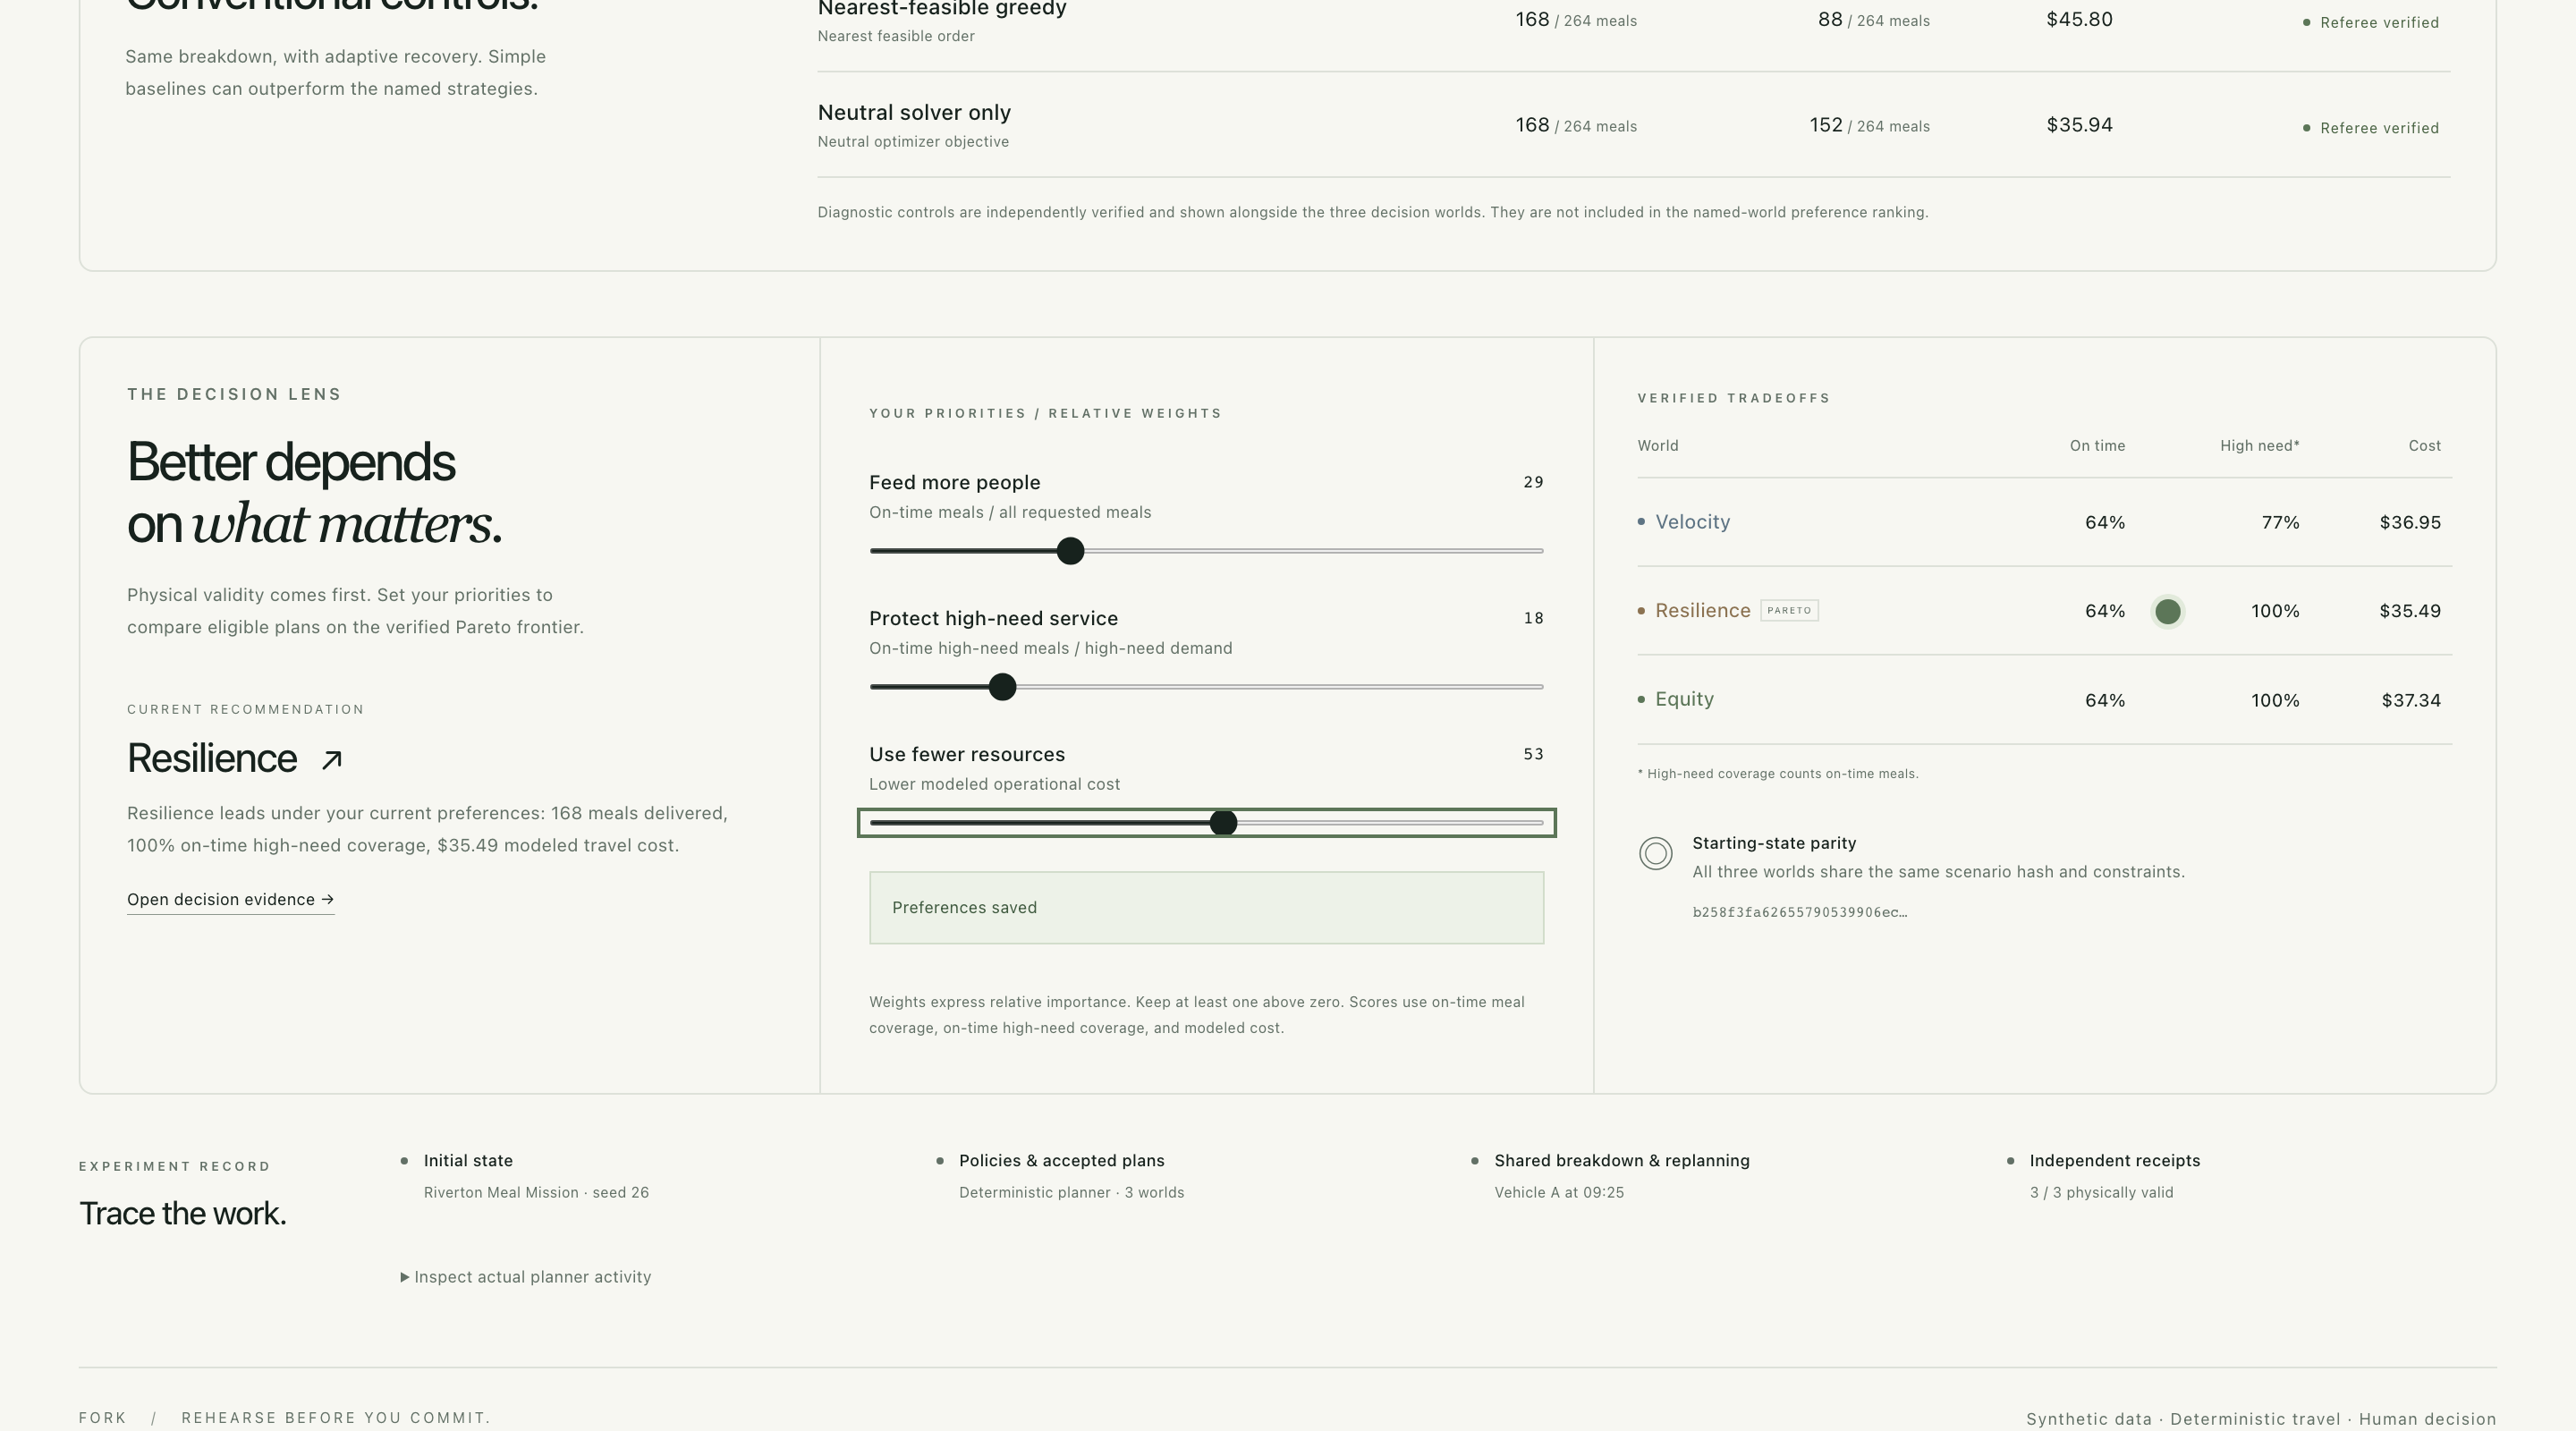 Conventional controls.
Same breakdown, with adaptive recovery. Simple
baselines can outperform the named strategies.
Nearest-feasible greedy
Nearest feasible order
168 / 264 meals
88 / 264 meals
$45.80
Referee verified
Neutral solver only
Neutral optimizer objective
168 / 264 meals
152 / 264 meals
$35.94
Referee verified
Diagnostic controls are independently verified and shown alongside the three decision worlds. They are not included in the named-world preference ranking.
THE DECISION LENS
Better depends
on what matters.
Physical validity comes first. Set your priorities to
compare eligible plans on the verified Pareto frontier.
CURRENT RECOMMENDATION
Resilience ↗
Resilience leads under your current preferences: 168 meals delivered,
100% on-time high-need coverage, $35.49 modeled travel cost.
Open decision evidence →
YOUR PRIORITIES / RELATIVE WEIGHTS
Feed more people 29
On-time meals / all requested meals
Protect high-need service 18
On-time high-need meals / high-need demand
Use fewer resources 53
Lower modeled operational cost
Preferences saved
Weights express relative importance. Keep at least one above zero. Scores use on-time meal
coverage, on-time high-need coverage, and modeled cost.
VERIFIED TRADEOFFS
World On time High need* Cost
Velocity 64% 77% $36.95
Resilience PARETO 64% 100% $35.49
Equity 64% 100% $37.34
* High-need coverage counts on-time meals.
Starting-state parity
All three worlds share the same scenario hash and constraints.
b258f3fa62655790539906ec…
EXPERIMENT RECORD
Trace the work.
Initial state
Riverton Meal Mission · seed 26
Policies & accepted plans
Deterministic planner · 3 worlds
Shared breakdown & replanning
Vehicle A at 09:25
Independent receipts
3 / 3 physically valid
Inspect actual planner activity
FORK / REHEARSE BEFORE YOU COMMIT.
Synthetic data · Deterministic travel · Human decision